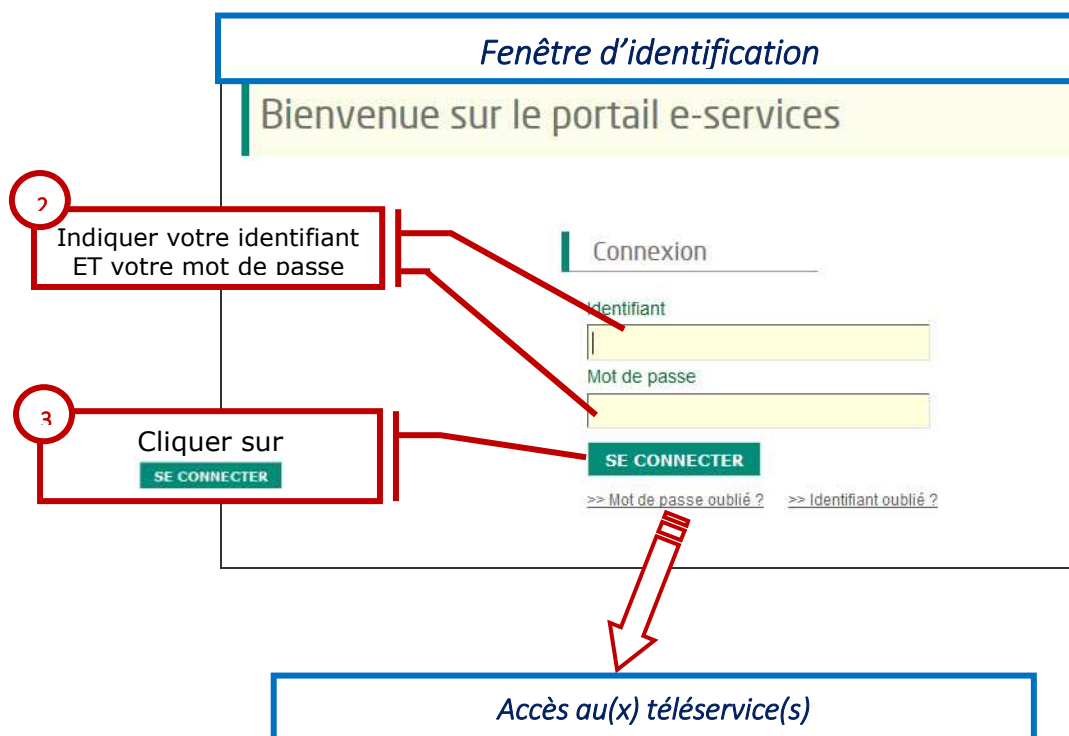 Fenêtre d’identification
Bienvenue sur le portail e-services
2
Indiquer votre identifiant
ET votre mot de passe
Connexion
Identifiant
Mot de passe
3
Cliquer sur
SE CONNECTER
SE CONNECTER
>> Mot de passe oublié ? >> Identifiant oublié ?
Accès au(x) téléservice(s)